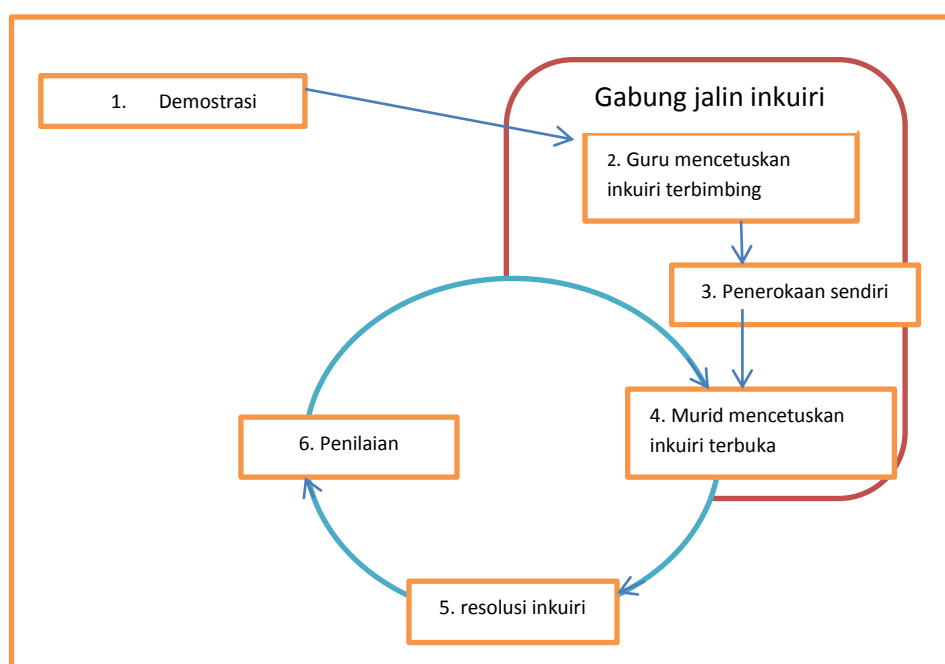 1. Demostrasi
Gabung jalin inkuiri
2. Guru mencetuskan
inkuiri terbimbing
3. Penerokaan sendiri
4. Murid mencetuskan
inkuiri terbuka
5. resolusi inkuiri
6. Penilaian